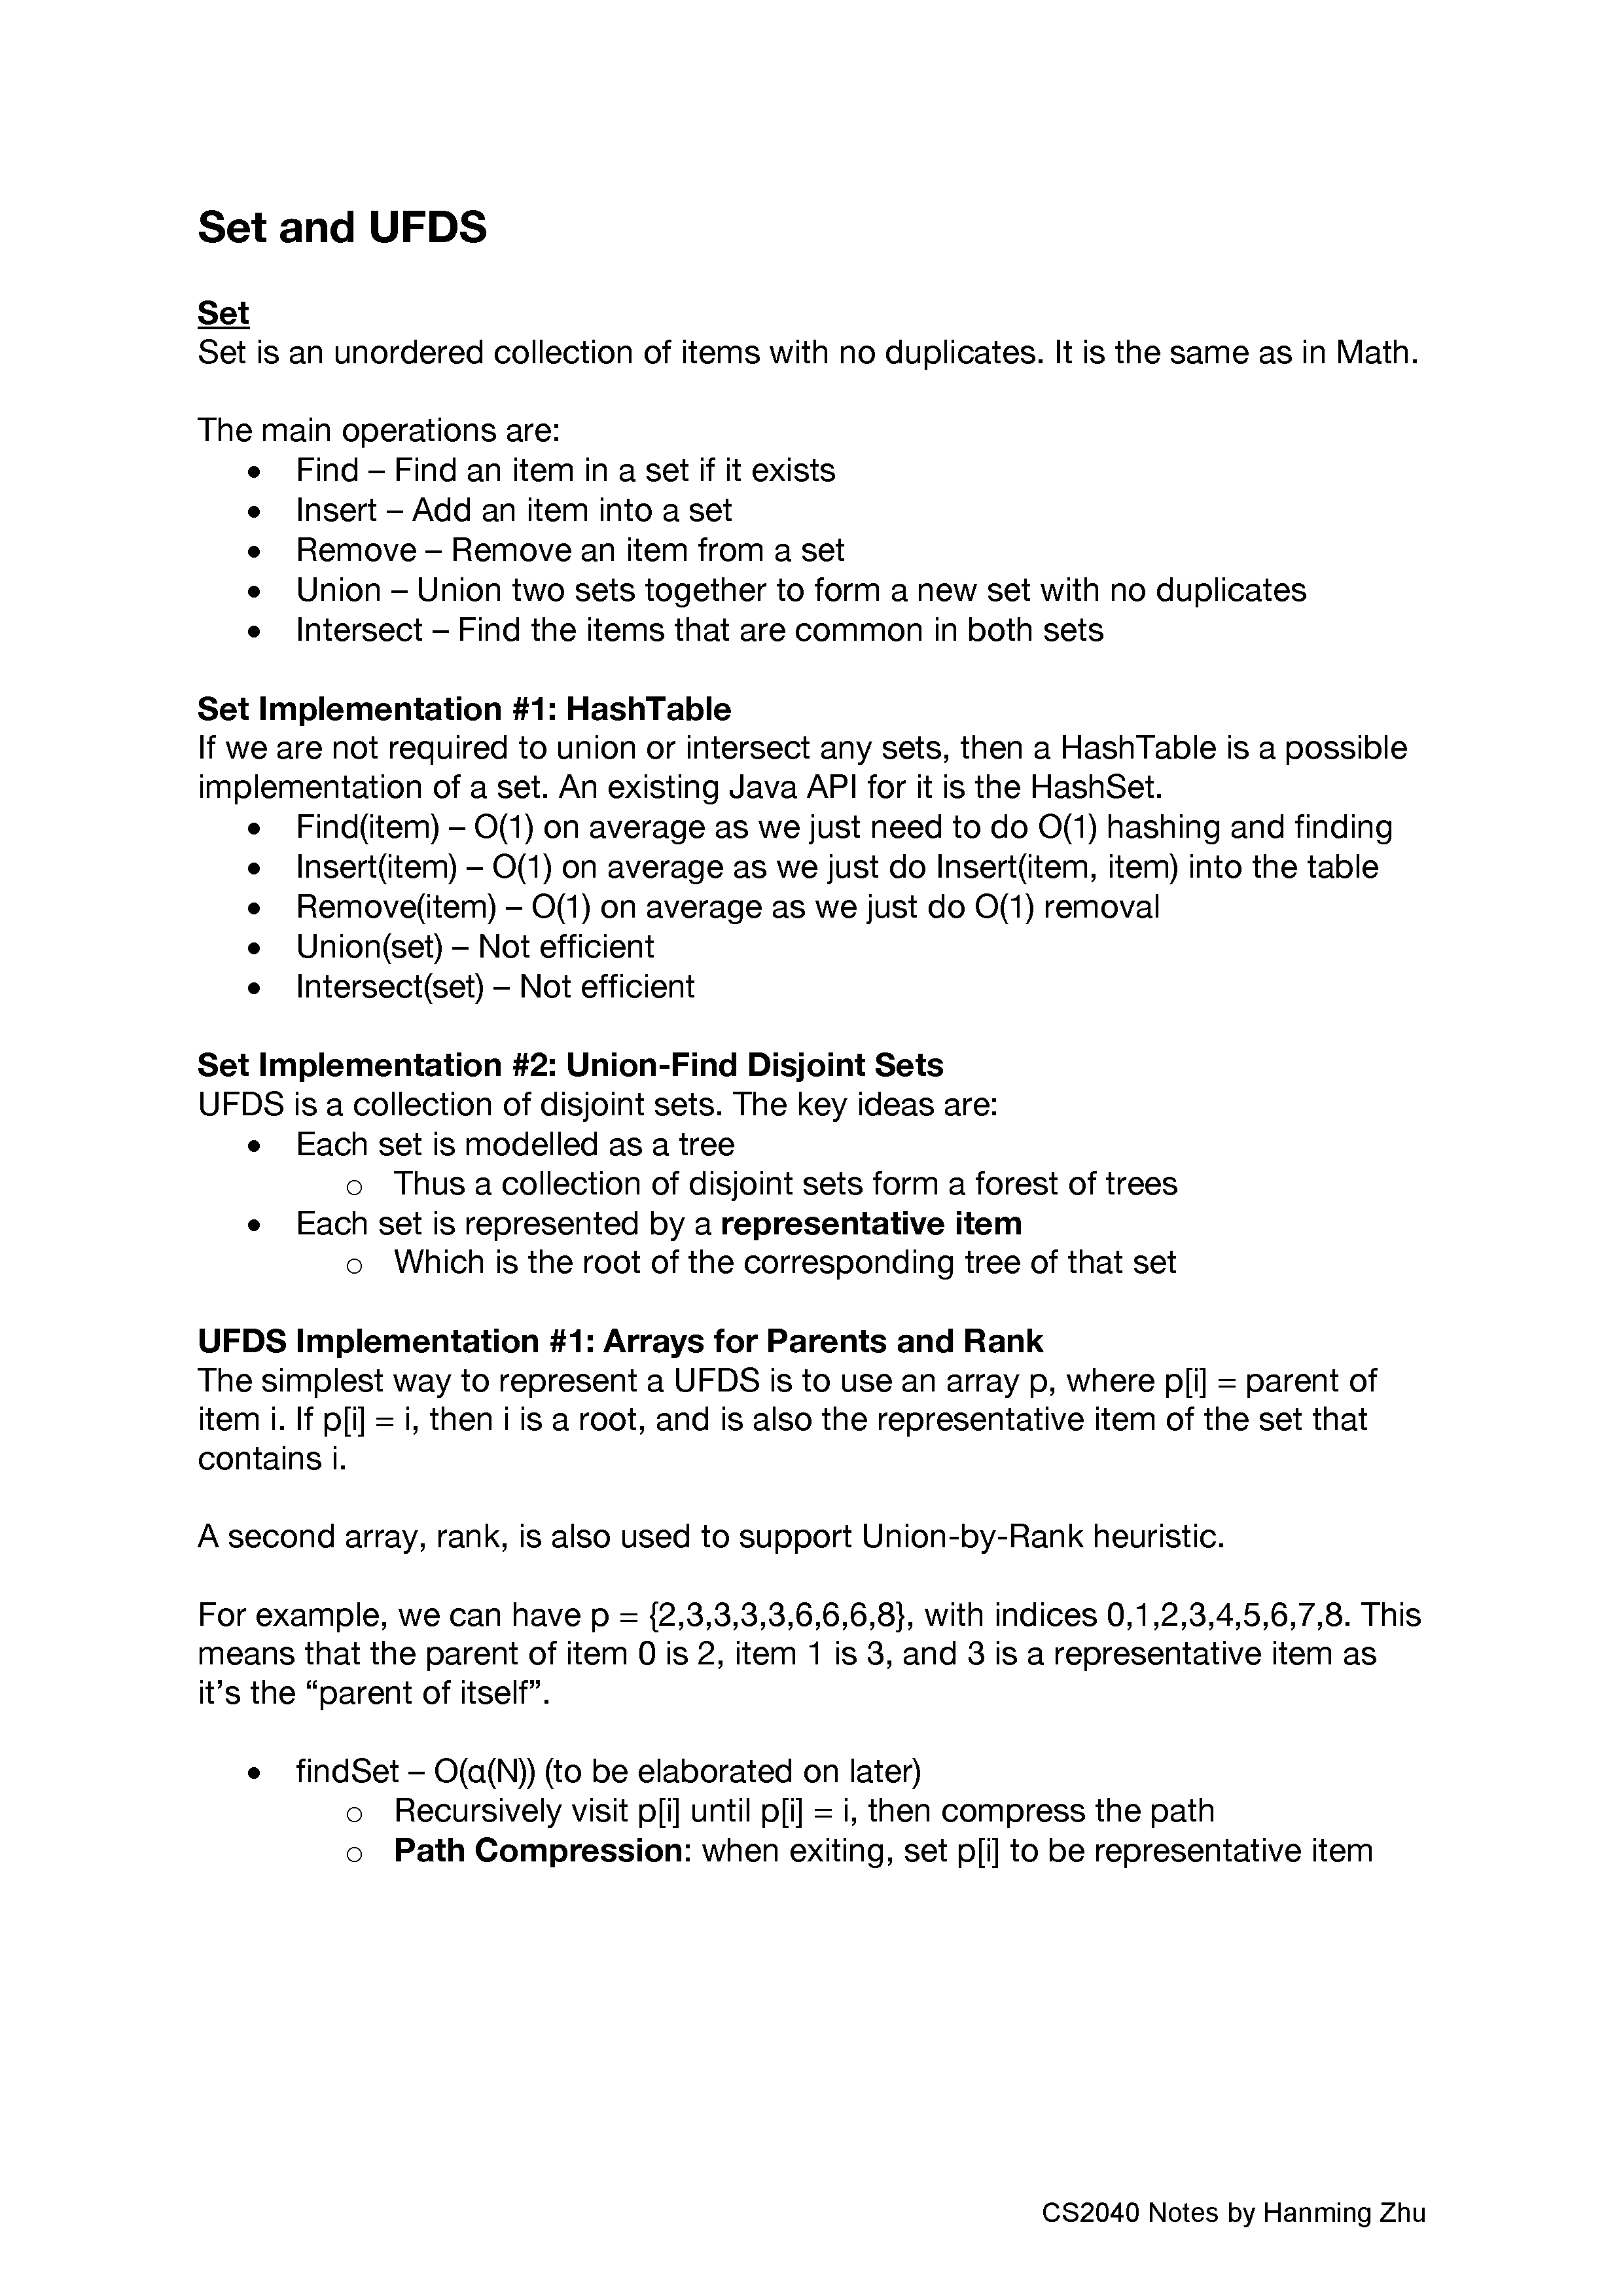 Set and UFDS
Set
Set is an unordered collection of items with no duplicates. It is the same as in Math.
The main operations are:
• Find – Find an item in a set if it exists
• Insert – Add an item into a set
• Remove – Remove an item from a set
• Union – Union two sets together to form a new set with no duplicates
• Intersect – Find the items that are common in both sets
Set Implementation #1: HashTable
If we are not required to union or intersect any sets, then a HashTable is a possible
implementation of a set. An existing Java API for it is the HashSet.
• Find(item) – O(1) on average as we just need to do O(1) hashing and finding
• Insert(item) – O(1) on average as we just do Insert(item, item) into the table
• Remove(item) – O(1) on average as we just do O(1) removal
• Union(set) – Not efficient
• Intersect(set) – Not efficient
Set Implementation #2: Union-Find Disjoint Sets
UFDS is a collection of disjoint sets. The key ideas are:
• Each set is modelled as a tree
○ Thus a collection of disjoint sets form a forest of trees
• Each set is represented by a representative item
○ Which is the root of the corresponding tree of that set
UFDS Implementation #1: Arrays for Parents and Rank
The simplest way to represent a UFDS is to use an array p, where p[i] = parent of
item i. If p[i] = i, then i is a root, and is also the representative item of the set that
contains i.
A second array, rank, is also used to support Union-by-Rank heuristic.
For example, we can have p = {2,3,3,3,3,6,6,6,8}, with indices 0,1,2,3,4,5,6,7,8. This
means that the parent of item 0 is 2, item 1 is 3, and 3 is a representative item as
it’s the “parent of itself”.
• findSet – O(α(N)) (to be elaborated on later)
○ Recursively visit p[i] until p[i] = i, then compress the path
○ Path Compression: when exiting, set p[i] to be representative item
CS2040 Notes by Hanming Zhu